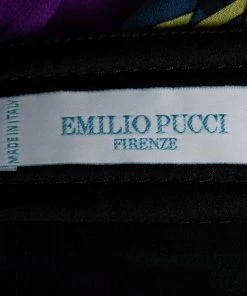 EMILIO PUCCI
FIRENZE
MADE IN ITALY